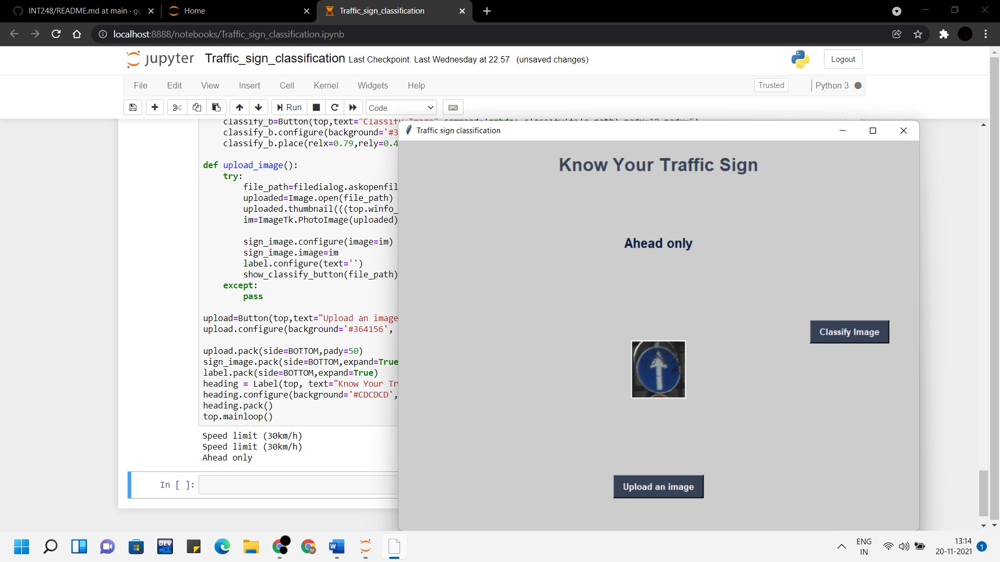 INT248/README.md at main · go
Home
Traffic_sign_classification
localhost:8888/notebooks/Traffic_sign_classification.ipynb
jupyter Traffic_sign_classification Last Checkpoint: Last Wednesday at 22:57 (unsaved changes)
Logout
File Edit View Insert Cell Kernel Widgets Help
Trusted Python 3
Run Code
classify_b=Button(top,text="Classify Image",command=lambda: classify(file_path),padx=10,pady=5)
classify_b.configure(background='#3
classify_b.place(relx=0.79,rely=0.4
def upload_image():
try:
file_path=filedialog.askopenfil
uploaded=Image.open(file_path)
uploaded.thumbnail(((top.winfo_
im=ImageTk.PhotoImage(uploaded)
sign_image.configure(image=im)
sign_image.image=im
label.configure(text='')
show_classify_button(file_path)
except:
pass
upload=Button(top,text="Upload an image
upload.configure(background='#364156',
upload.pack(side=BOTTOM,pady=50)
sign_image.pack(side=BOTTOM,expand=True
label.pack(side=BOTTOM,expand=True)
heading = Label(top, text="Know Your Tr
heading.configure(background='#CDCDCD',
heading.pack()
top.mainloop()
Speed limit (30km/h)
Speed limit (30km/h)
Ahead only
In [ ]:
Traffic sign classification
Know Your Traffic Sign
Ahead only
Classify Image
Upload an image
DEV
C++
M
W
ENG
IN
13:14
20-11-2021
1